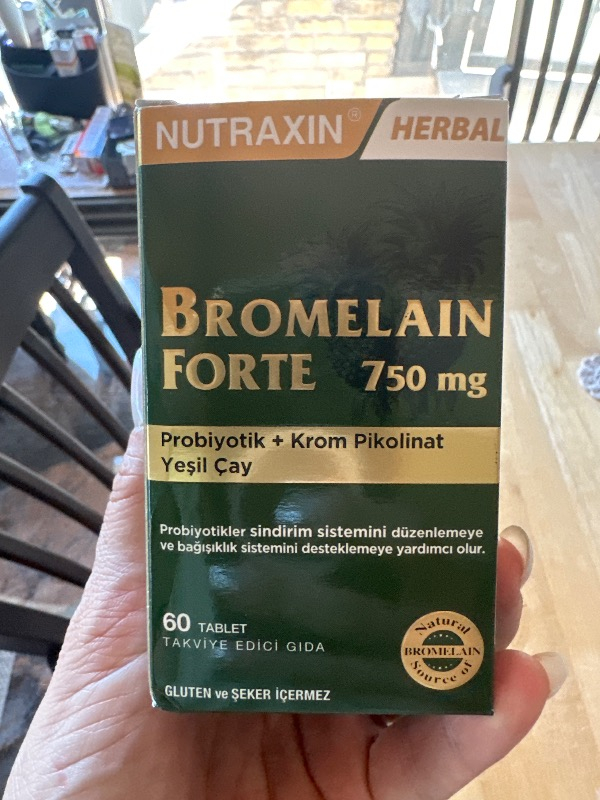 NUTRAXIN® HERBAL
BROMELAIN
FORTE 750 mg
Probiyotik + Krom Pikolinat
Yeşil Çay
Probiyotikler sindirim sistemini düzenlemeye
ve bağışıklık sistemini desteklemeye yardımcı olur.
60 TABLET
TAKVİYE EDİCİ GIDA
Natural
BROMELAIN
Source of
GLUTEN ve ŞEKER İÇERMEZ